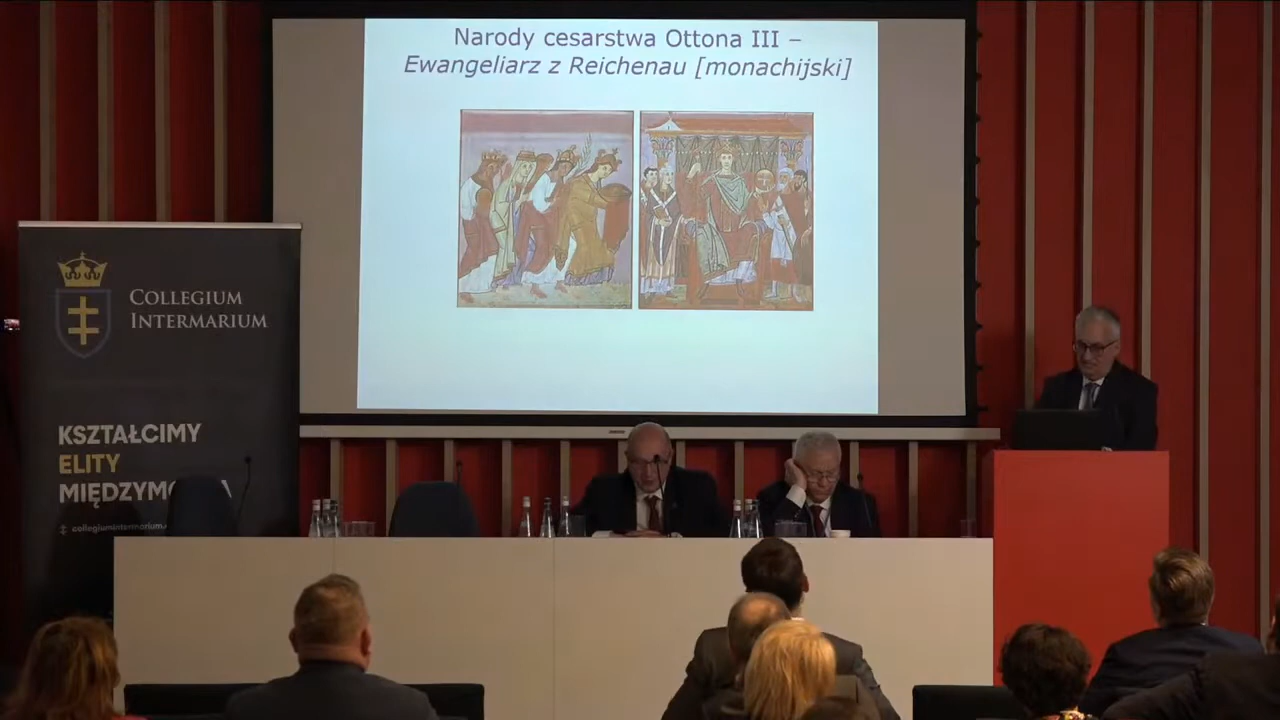 Narody cesarstwa Ottona III –
Ewangeliarz z Reichenau [monachijski]
COLLEGIUM
INTERMARIUM
KSZTAŁCIMY
ELITY